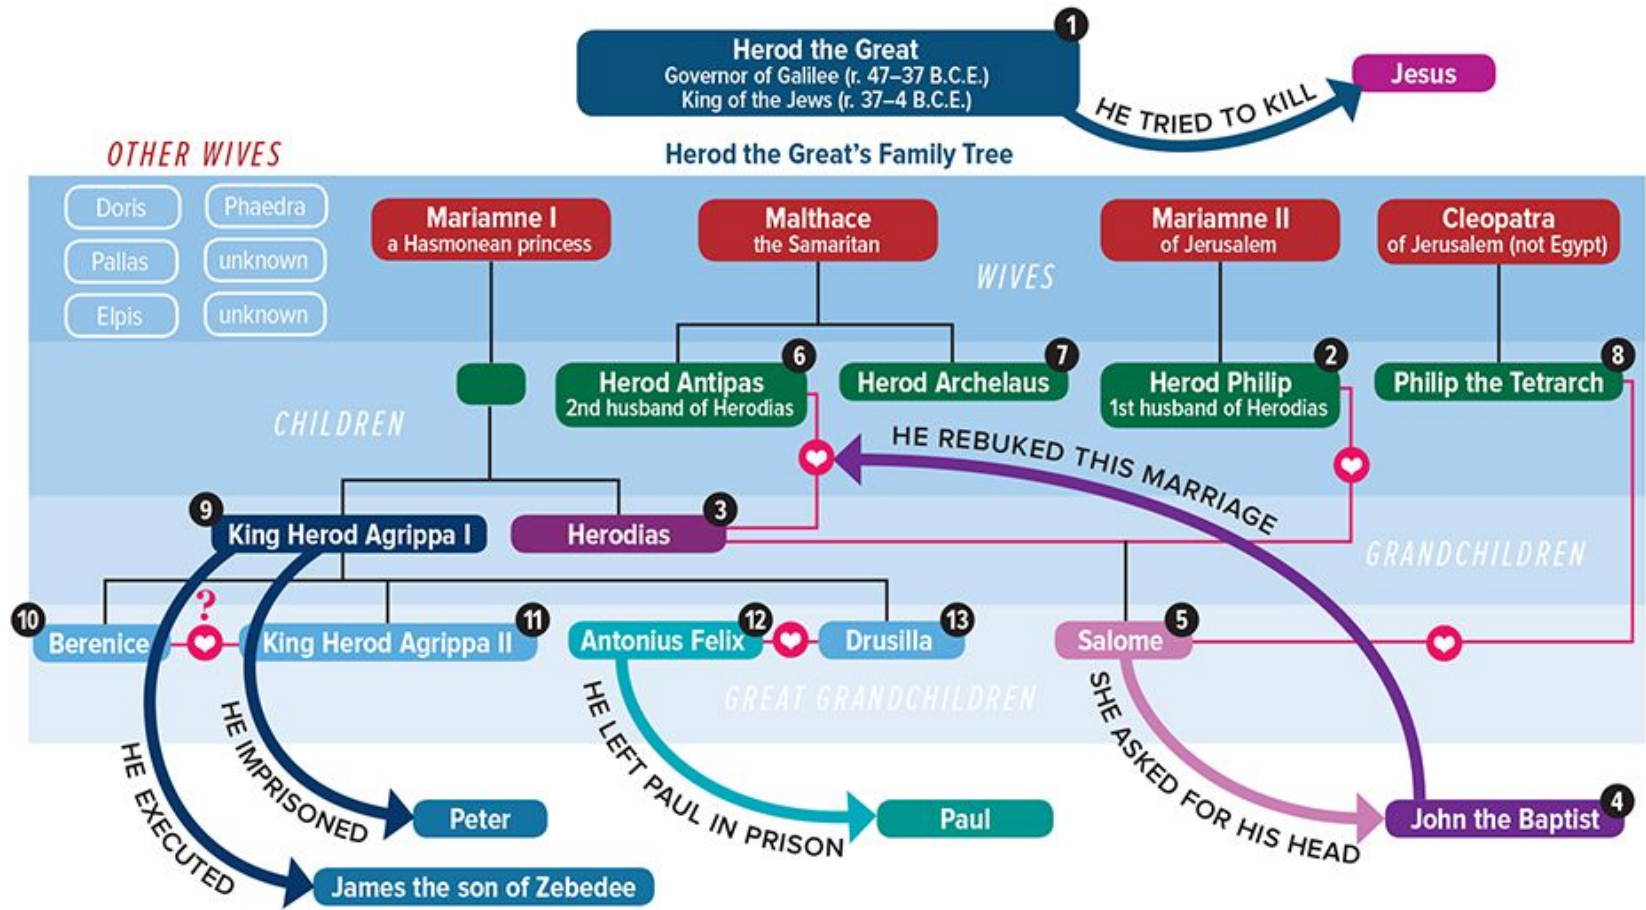 1
Herod the Great
Governor of Galilee (r. 47–37 B.C.E.)
King of the Jews (r. 37–4 B.C.E.)
HE TRIED TO KILL
Jesus
OTHER WIVES
Herod the Great's Family Tree
Doris
Phaedra
Pallas
unknown
Elpis
unknown
Mariamne I
a Hasmonean princess
Malthace
the Samaritan
Mariamne II
of Jerusalem
Cleopatra
of Jerusalem (not Egypt)
WIVES
6
Herod Antipas
2nd husband of Herodias
7
Herod Archelaus
2
Herod Philip
1st husband of Herodias
8
Philip the Tetrarch
CHILDREN
HE REBUKED THIS MARRIAGE
9
King Herod Agrippa I
3
Herodias
GRANDCHILDREN
10
Berenice
?
11
King Herod Agrippa II
12
Antonius Felix
13
Drusilla
5
Salome
GREAT GRANDCHILDREN
HE EXECUTED
HE IMPRISONED
HE LEFT PAUL IN PRISON
SHE ASKED FOR HIS HEAD
Peter
Paul
4
John the Baptist
James the son of Zebedee